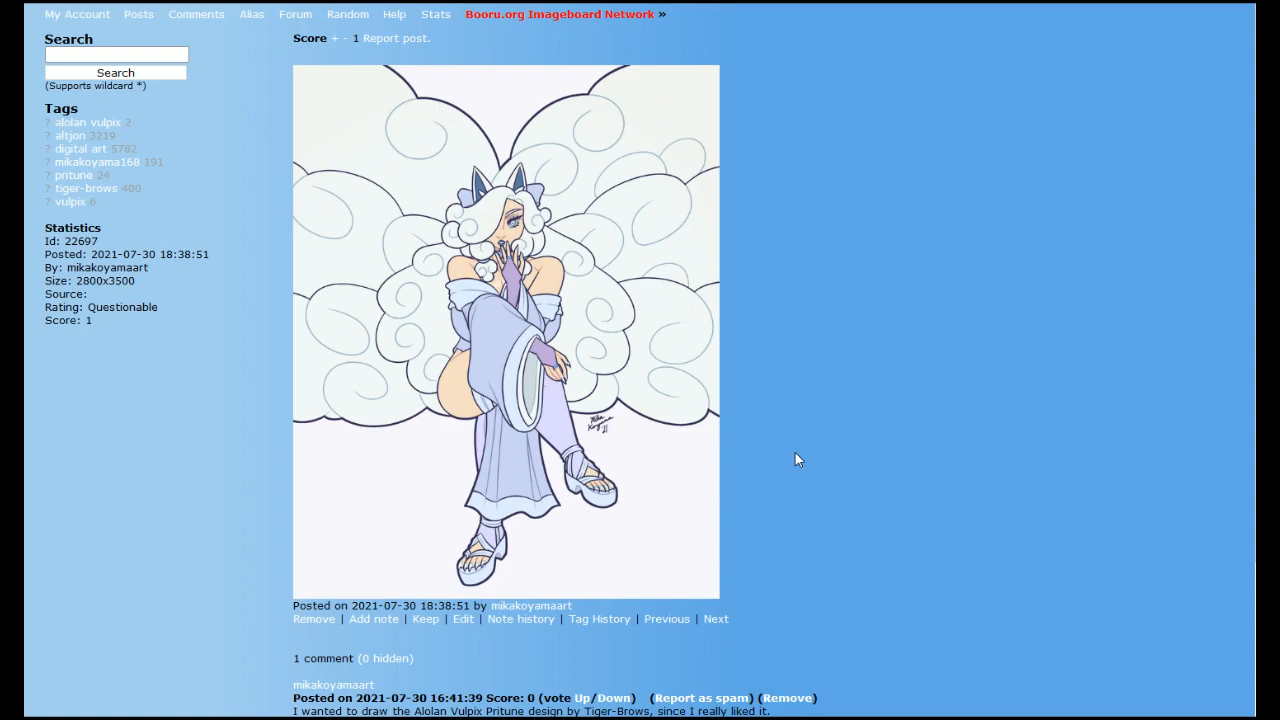 My Account Posts Comments Alias Forum Random Help Stats Booru.org Imageboard Network »
Search
Search
(Supports wildcard *)
Tags
? alolan vulpix 2
? altjon 3219
? digital art 5782
? mikakoyama168 191
? pritune 24
? tiger-brows 400
? vulpix 6
Statistics
Id: 22697
Posted: 2021-07-30 18:38:51
By: mikakoyamaart
Size: 2800x3500
Source:
Rating: Questionable
Score: 1
Score + - 1 Report post.
Mika
Koyama
'21
Posted on 2021-07-30 18:38:51 by mikakoyamaart
Remove | Add note | Keep | Edit | Note history | Tag History | Previous | Next
1 comment (0 hidden)
mikakoyamaart
Posted on 2021-07-30 16:41:39 Score: 0 (vote Up/Down) (Report as spam) (Remove)
I wanted to draw the Alolan Vulpix Pritune design by Tiger-Brows, since I really liked it.